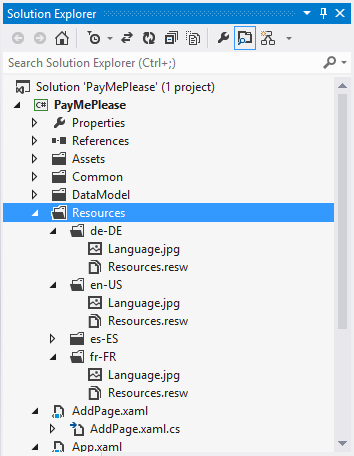 Solution Explorer
Search Solution Explorer (Ctrl+;)
Solution 'PayMePlease' (1 project)
C# PayMePlease
Properties
References
Assets
Common
DataModel
Resources
de-DE
Language.jpg
Resources.resw
en-US
Language.jpg
Resources.resw
es-ES
fr-FR
Language.jpg
Resources.resw
AddPage.xaml
AddPage.xaml.cs
App.xaml